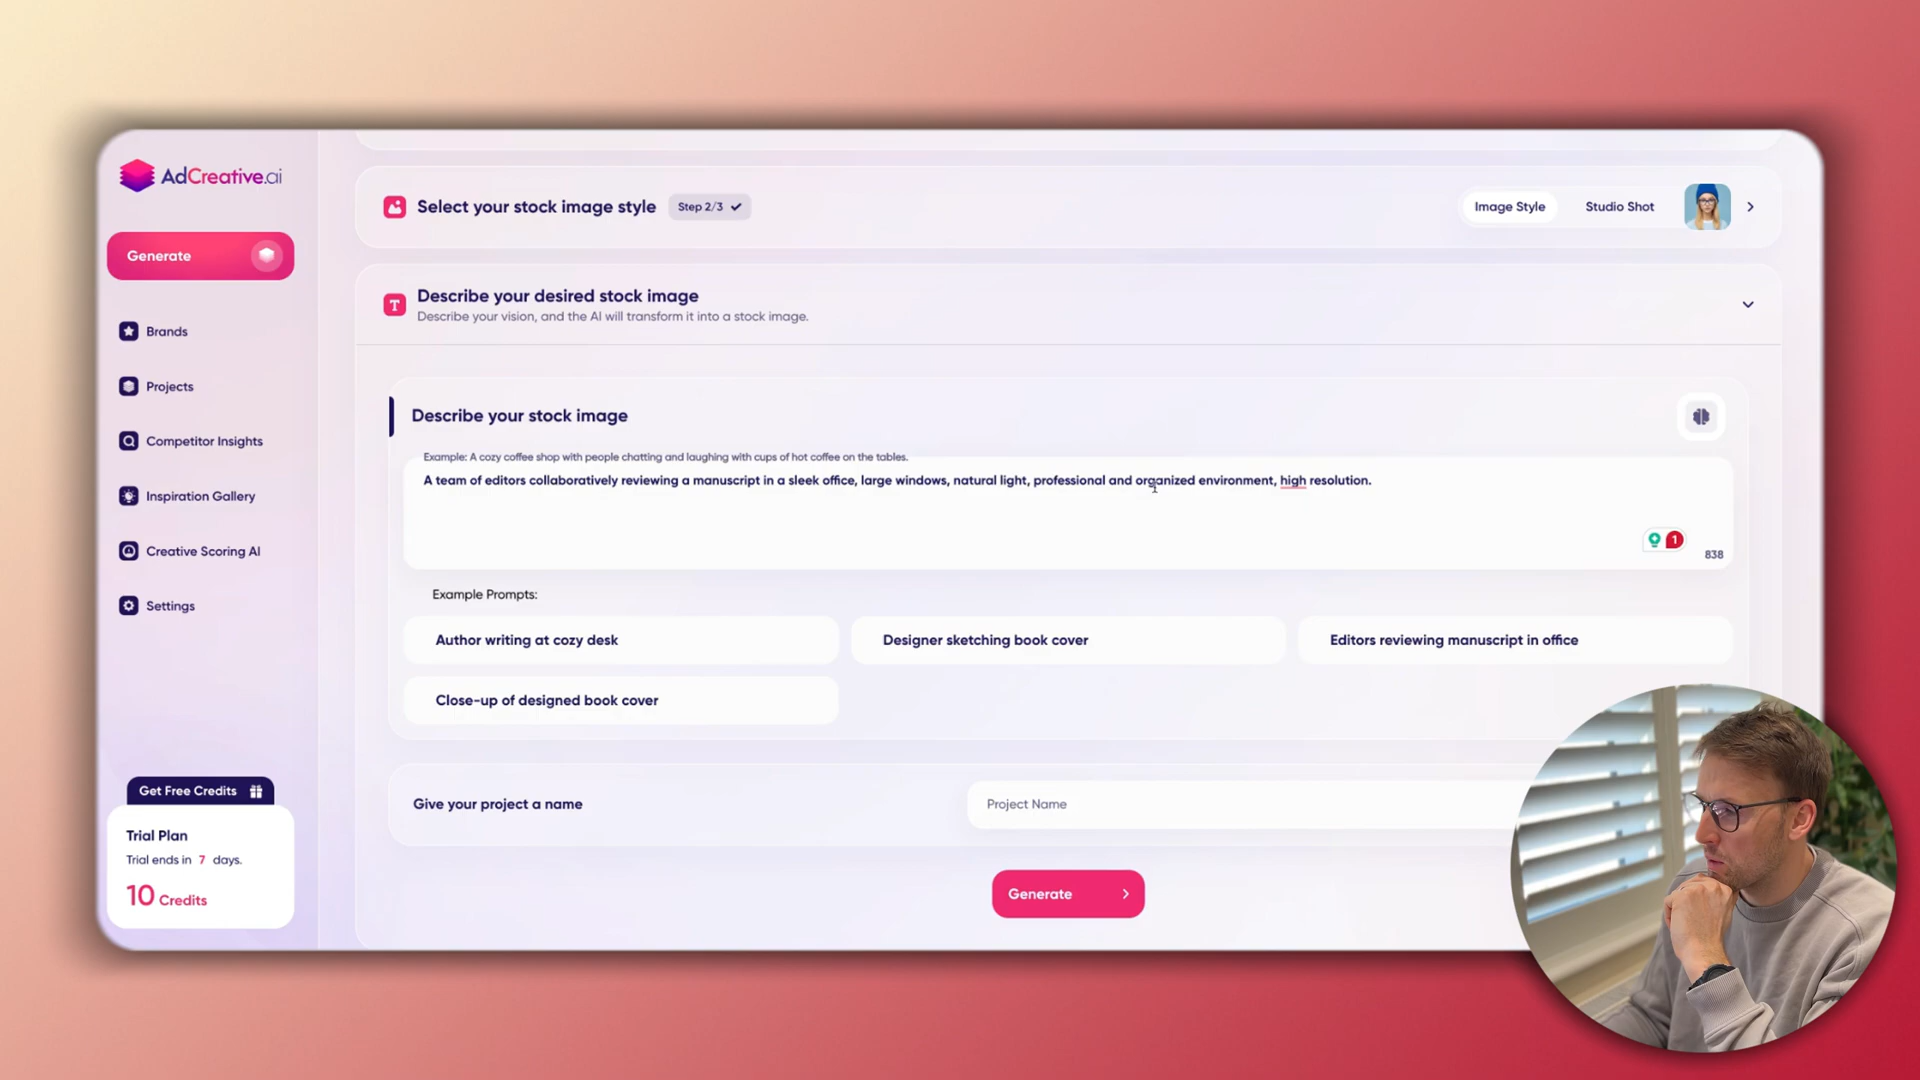 AdCreative.ai
Generate
Brands
Projects
Competitor Insights
Inspiration Gallery
Creative Scoring AI
Settings
Get Free Credits
Trial Plan
Trial ends in 7 days.
10 Credits
Select your stock image style Step 2/3
Image Style Studio Shot
T Describe your desired stock image
Describe your vision, and the AI will transform it into a stock image.
Describe your stock image
Example: A cozy coffee shop with people chatting and laughing with cups of hot coffee on the tables.
A team of editors collaboratively reviewing a manuscript in a sleek office, large windows, natural light, professional and organized environment, high resolution.
1
838
Example Prompts:
Author writing at cozy desk
Designer sketching book cover
Editors reviewing manuscript in office
Close-up of designed book cover
Give your project a name
Project Name
Generate